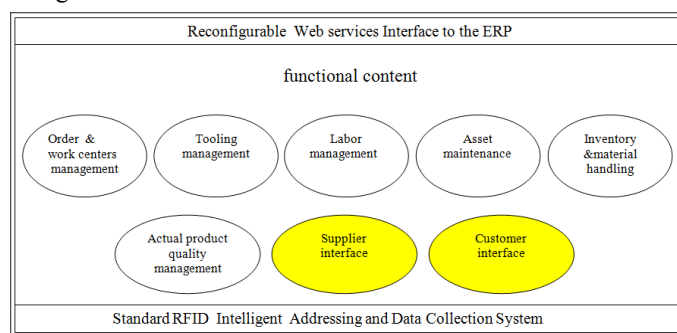 Reconfigurable Web services Interface to the ERP
functional content
Order &
work centers
management
Tooling
management
Labor
management
Asset
maintenance
Inventory
&material
handling
Actual product
quality
management
Supplier
interface
Customer
interface
Standard RFID Intelligent Addressing and Data Collection System